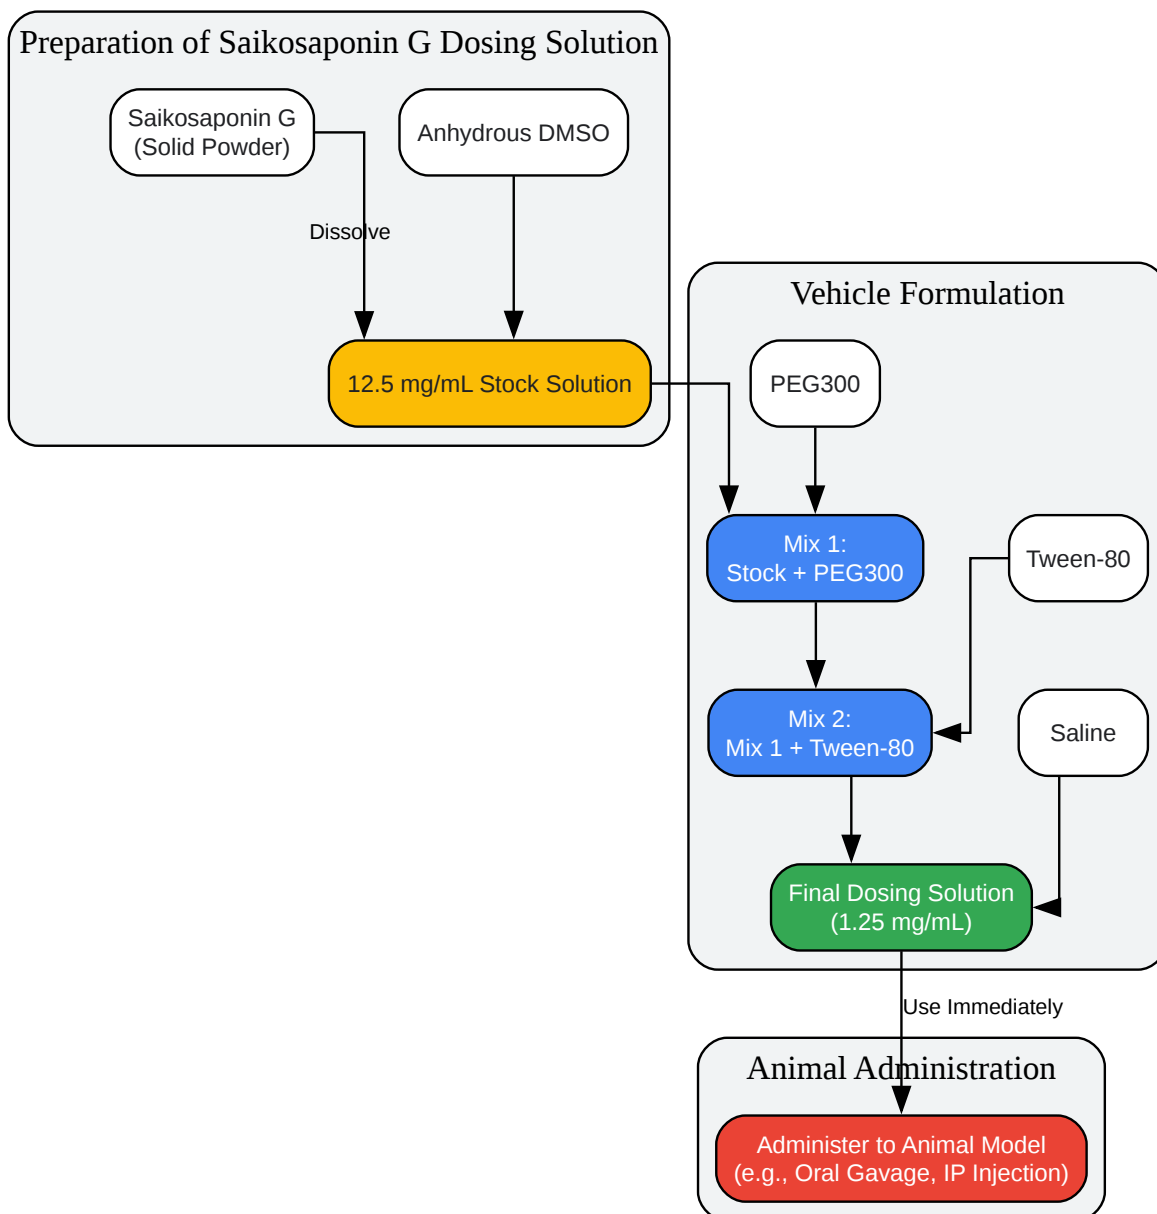 Preparation of Saikosaponin G Dosing Solution
Saikosaponin G
(Solid Powder)
Anhydrous DMSO
Dissolve
12.5 mg/mL Stock Solution
Vehicle Formulation
PEG300
Mix 1:
Stock + PEG300
Tween-80
Mix 2:
Mix 1 + Tween-80
Saline
Final Dosing Solution
(1.25 mg/mL)
Use Immediately
Animal Administration
Administer to Animal Model
(e.g., Oral Gavage, IP Injection)